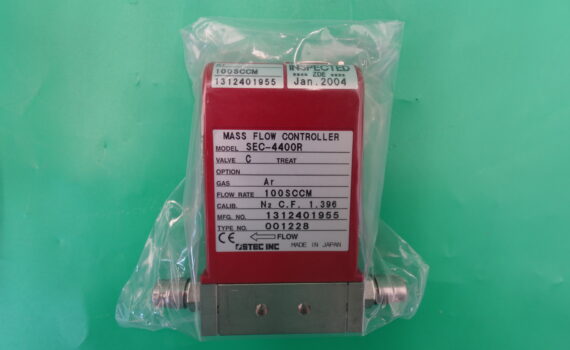 100SCCM
1312401955
INSPECTED
ZDE
Jan.2004
MASS FLOW CONTROLLER
MODEL SEC-4400R
VALVE C TREAT
OPTION
GAS Ar
FLOW RATE 100SCCM
CALIB. N₂ C.F. 1.396
MFG. NO. 1312401955
TYPE NO. 001228
CE FLOW
STEC INC MADE IN JAPAN